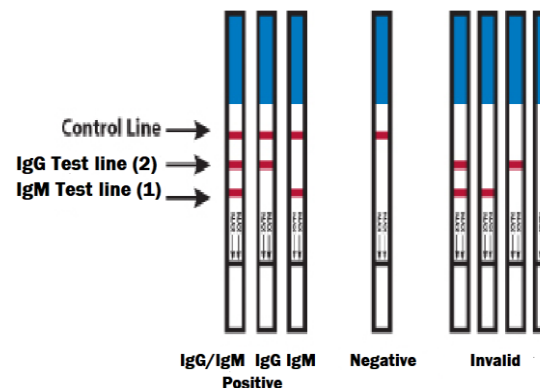 Control Line
IgG Test line (2)
IgM Test line (1)
IgG/IgM IgG IgM Negative Invalid
Positive